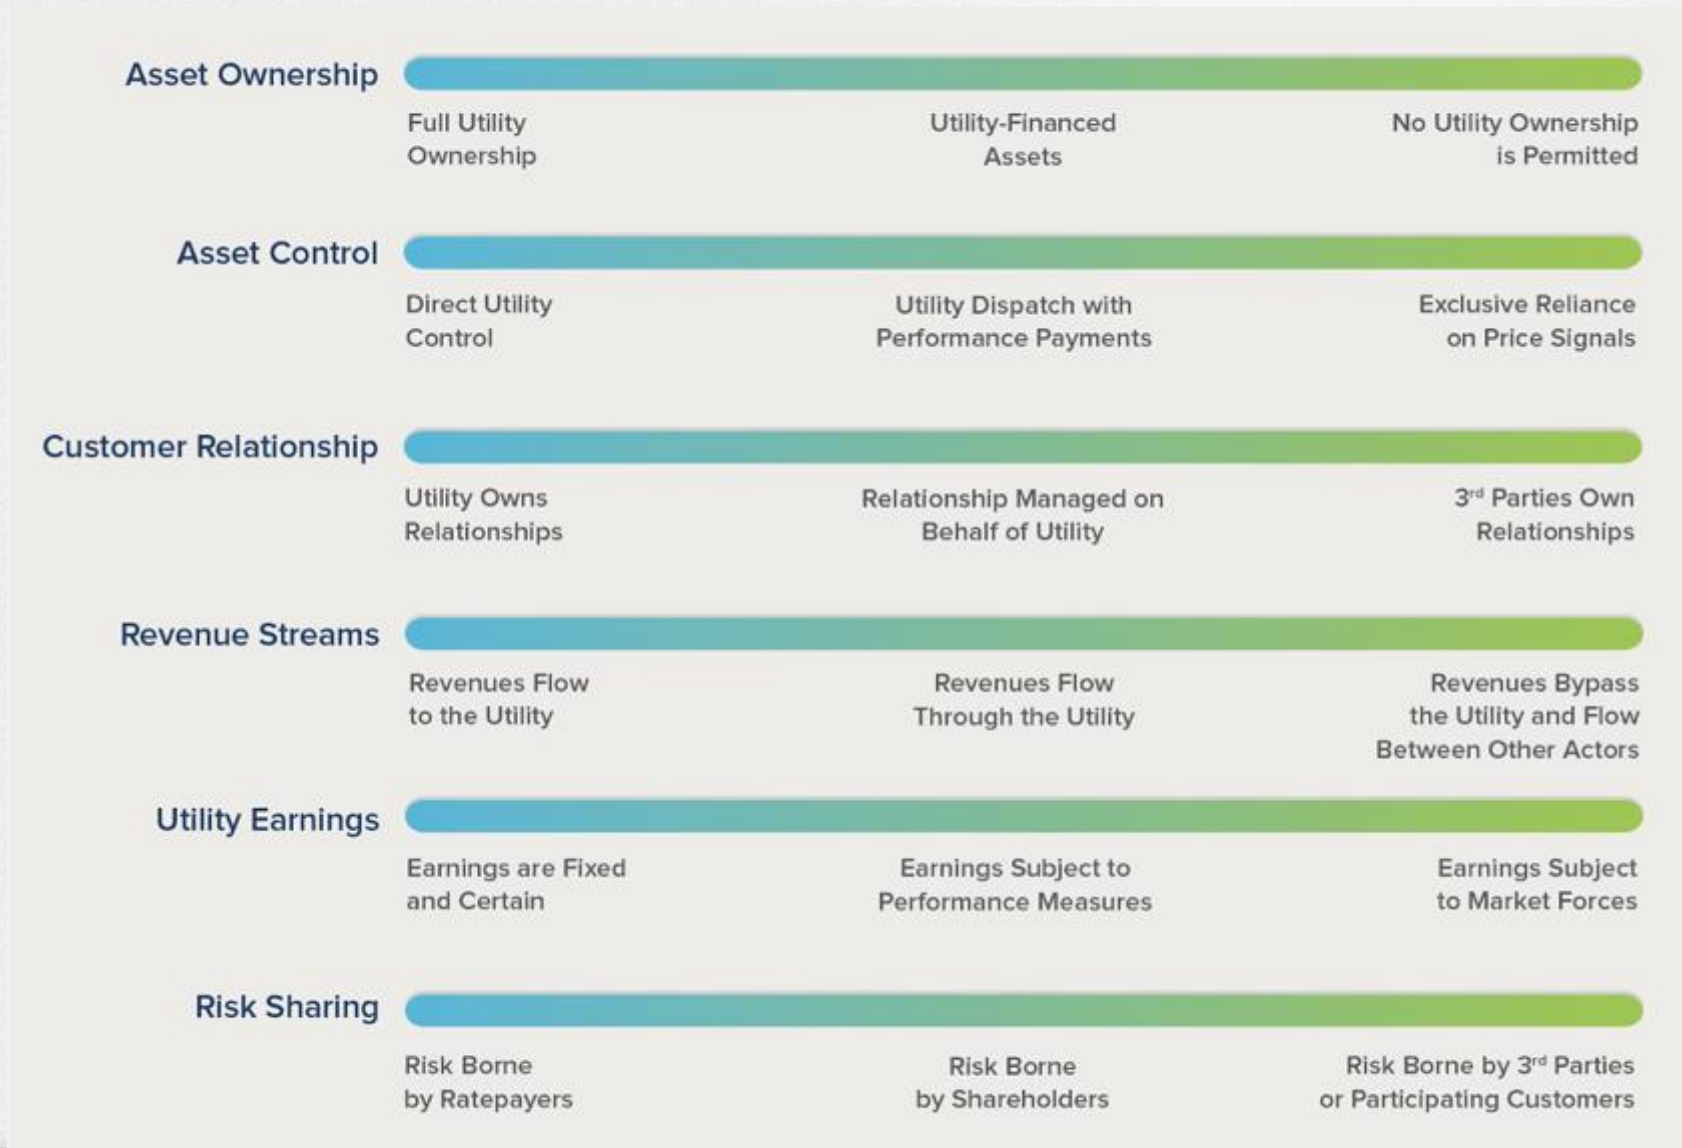 Asset Ownership
Full Utility
Ownership
Utility-Financed
Assets
No Utility Ownership
is Permitted
Asset Control
Direct Utility
Control
Utility Dispatch with
Performance Payments
Exclusive Reliance
on Price Signals
Customer Relationship
Utility Owns
Relationships
Relationship Managed on
Behalf of Utility
3rd Parties Own
Relationships
Revenue Streams
Revenues Flow
to the Utility
Revenues Flow
Through the Utility
Revenues Bypass
the Utility and Flow
Between Other Actors
Utility Earnings
Earnings are Fixed
and Certain
Earnings Subject to
Performance Measures
Earnings Subject
to Market Forces
Risk Sharing
Risk Borne
by Ratepayers
Risk Borne
by Shareholders
Risk Borne by 3rd Parties
or Participating Customers